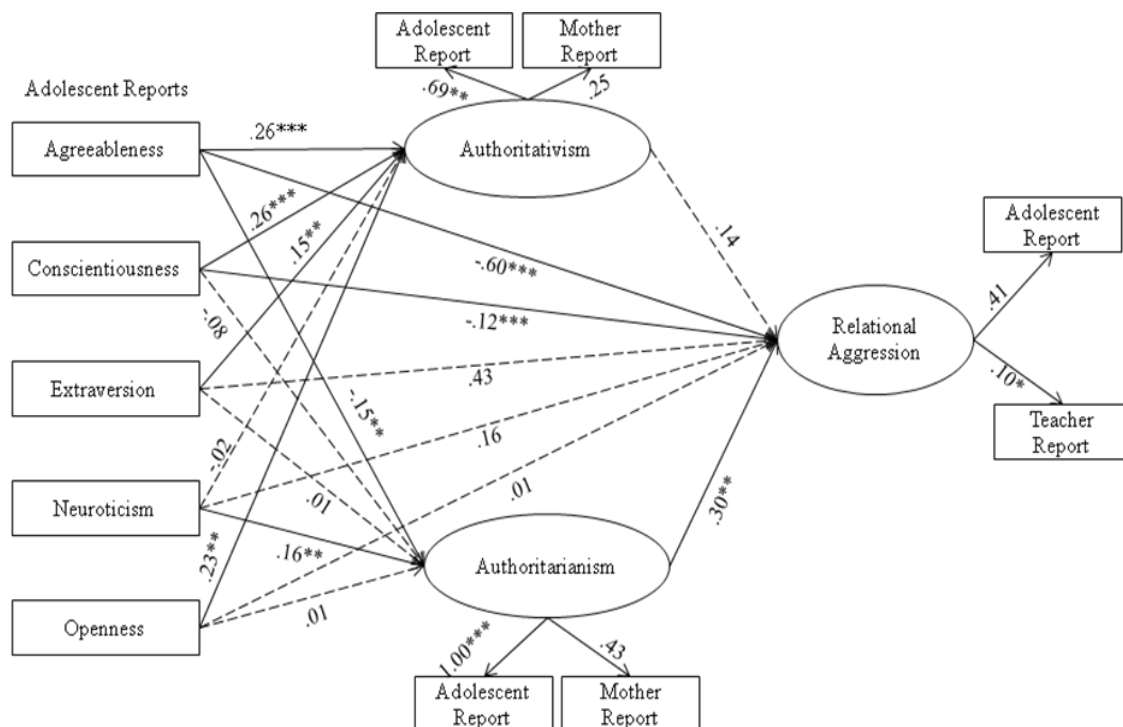 Adolescent
Report
Mother
Report
.69**
.25
Adolescent Reports
Agreeableness
.26***
Authoritativism
.26***
.15**
.14
Conscientiousness
-.60***
-.12***
Adolescent
Report
-.08
.41
Relational
Aggression
Extraversion
.43
-.15**
.10*
Teacher
Report
-.02
.16
Neuroticism
.01
.01
.30**
.16**
Authoritarianism
.23**
Openness
.01
1.00***
.43
Adolescent
Report
Mother
Report